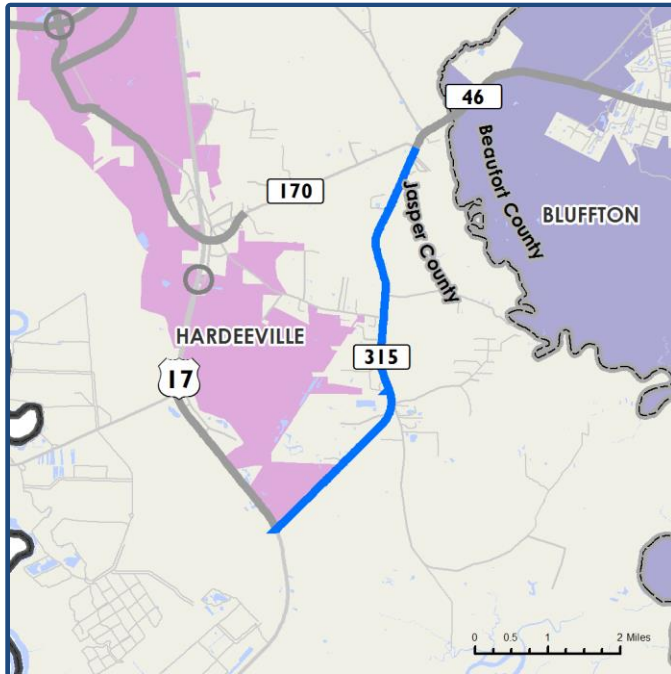 46
170
Beaufort County
Jasper County
BLUFFTON
HARDEEVILLE
315
17
0 0.5 1 2 Miles